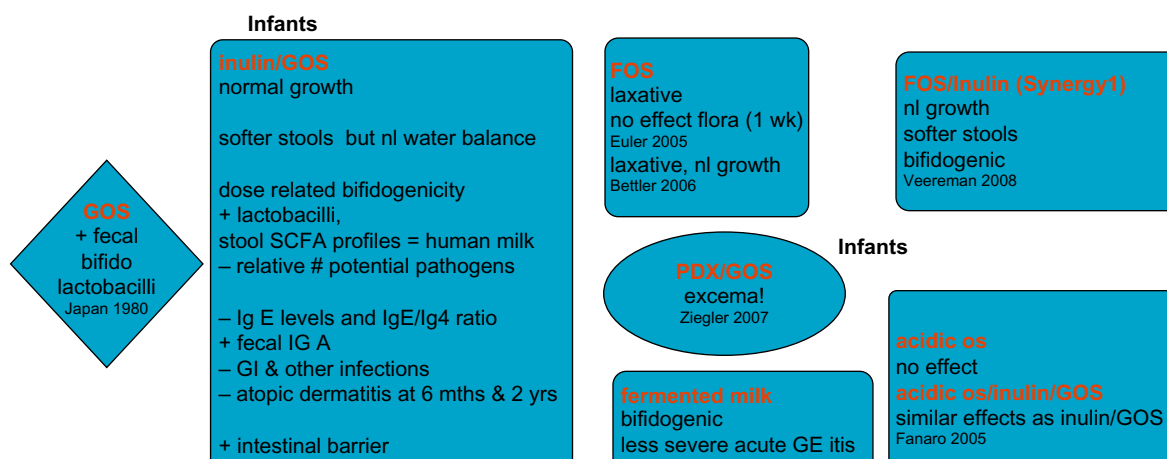 Infants
GOS
+ fecal
bifido
lactobacilli
Japan 1980
inulin/GOS
normal growth
softer stools but nl water balance
dose related bifidogenicity
+ lactobacilli,
stool SCFA profiles = human milk
– relative # potential pathogens
– Ig E levels and IgE/Ig4 ratio
+ fecal IG A
– GI & other infections
– atopic dermatitis at 6 mths & 2 yrs
+ intestinal barrier
FOS
laxative
no effect flora (1 wk)
Euler 2005
laxative, nl growth
Bettler 2006
FOS/Inulin (Synergy1)
nl growth
softer stools
bifidogenic
Veereman 2008
Infants
PDX/GOS
excema!
Ziegler 2007
fermented milk
bifidogenic
less severe acute GE itis
acidic os
no effect
acidic os/inulin/GOS
similar effects as inulin/GOS
Fanaro 2005